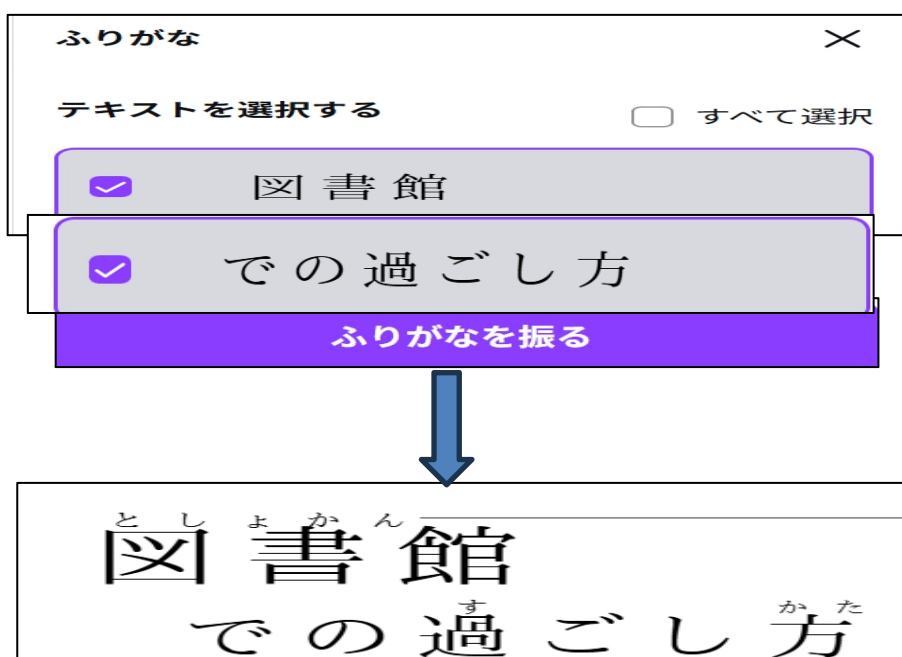 ふりがな
テキストを選択する
すべて選択
図書館
での過ごし方
ふりがなを振る
としょかん
図書館
す かた
での過ごし方